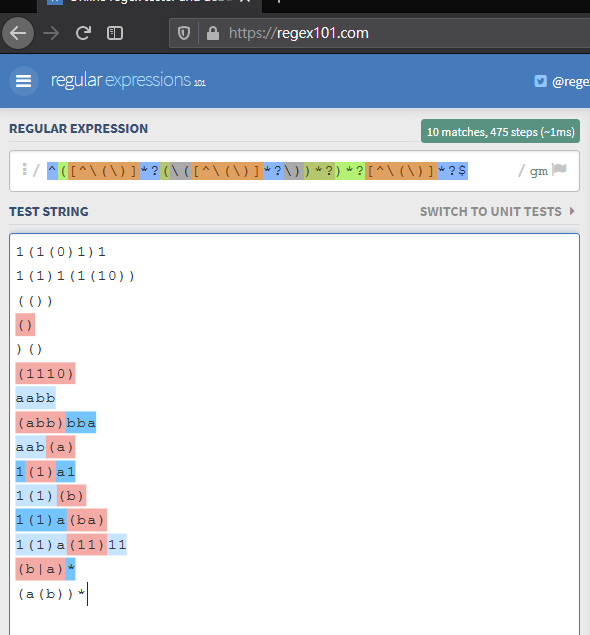 https://regex101.com
regular expressions 101
@rege
REGULAR EXPRESSION
10 matches, 475 steps (~1ms)
/ ^([^\(\)]*?(\([^\(\)]*?\))*?)*?[^\(\)]*?$ / gm
TEST STRING
SWITCH TO UNIT TESTS
1(1(0)1)1
1(1)1(1(10))
(())
()
)()
(1110)
aabb
(abb)bba
aab(a)
1(1)a1
1(1)(b)
1(1)a(ba)
1(1)a(11)11
(b|a)*
(a(b))*